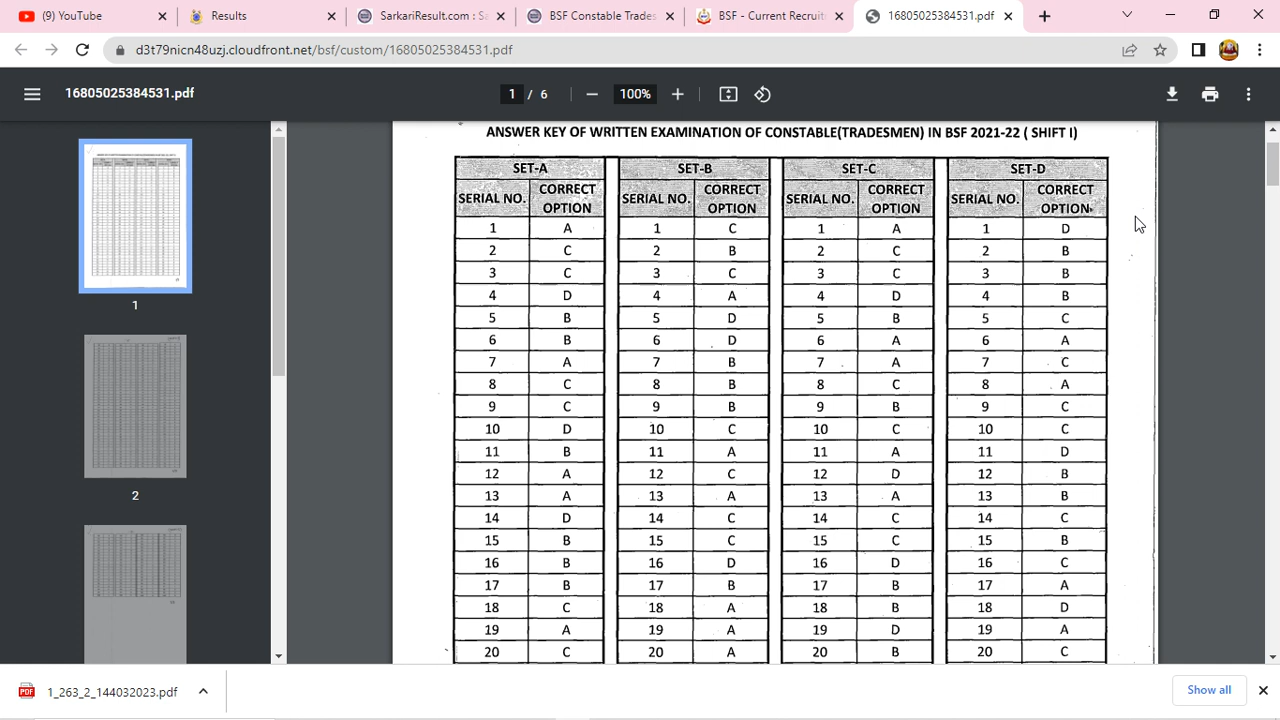 (1) YouTube
Results
SarkariResult.com : Sa
BSF Constable Trades
BSF - Current Recruit
16805025384531.pdf
d3t79nicn48uzj.cloudfront.net/bsf/custom/16805025384531.pdf
16805025384531.pdf
1 / 6
100%
ANSWER KEY OF WRITTEN EXAMINATION OF CONSTABLE(TRADESMEN) IN BSF 2021-22 ( SHIFT I)
SET-A SET-B SET-C SET-D
SERIAL NO. CORRECT OPTION SERIAL NO. CORRECT OPTION SERIAL NO. CORRECT OPTION SERIAL NO. CORRECT OPTION
1 A 1 C 1 A 1 D
2 C 2 B 2 C 2 B
3 C 3 C 3 C 3 B
4 D 4 A 4 D 4 B
5 B 5 D 5 B 5 C
6 B 6 D 6 A 6 A
7 A 7 B 7 A 7 C
8 C 8 B 8 C 8 A
9 C 9 B 9 B 9 C
10 D 10 C 10 C 10 C
11 B 11 A 11 A 11 D
12 A 12 C 12 D 12 B
13 A 13 A 13 A 13 B
14 D 14 C 14 C 14 C
15 B 15 C 15 C 15 B
16 B 16 D 16 D 16 C
17 B 17 B 17 B 17 A
18 C 18 A 18 B 18 D
19 A 19 A 19 D 19 A
20 C 20 A 20 B 20 C
1
2
1_263_2_144032023.pdf
Show all